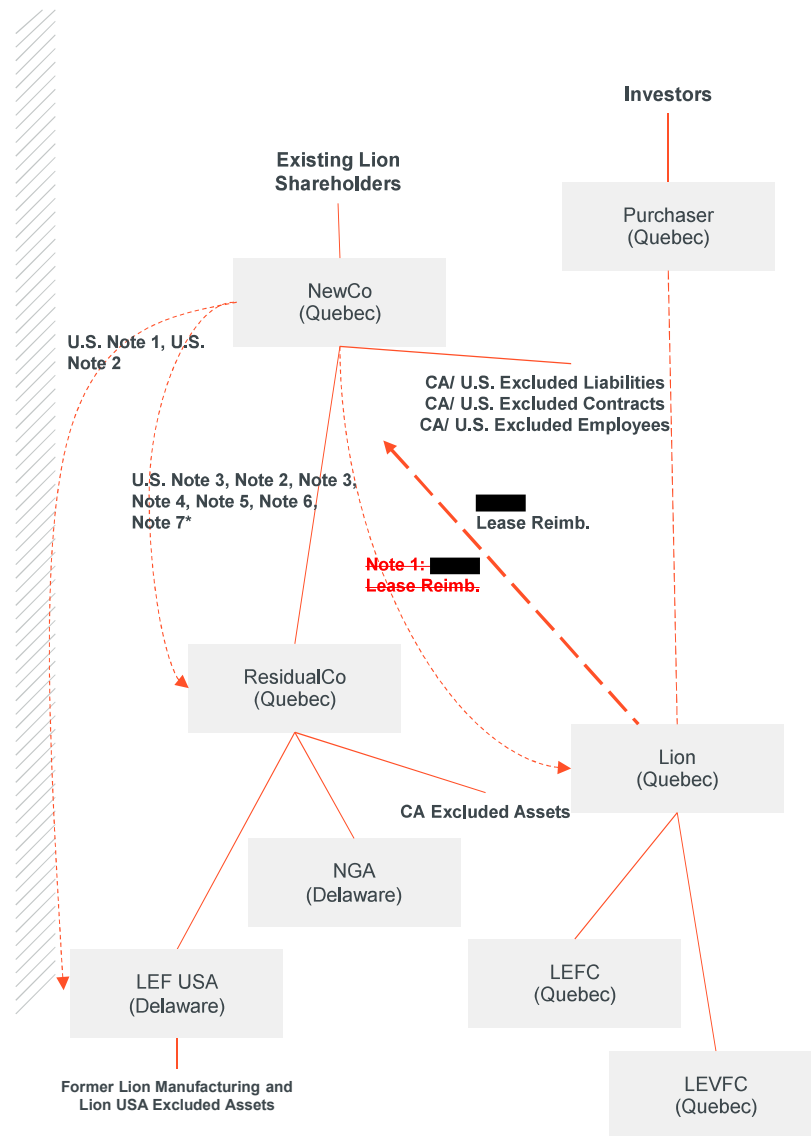 Investors
Existing Lion
Shareholders
Purchaser
(Quebec)
NewCo
(Quebec)
U.S. Note 1, U.S.
Note 2
CA/ U.S. Excluded Liabilities
CA/ U.S. Excluded Contracts
CA/ U.S. Excluded Employees
U.S. Note 3, Note 2, Note 3,
Note 4, Note 5, Note 6,
Note 7*
Lease Reimb.
Note 1:
Lease Reimb.
ResidualCo
(Quebec)
Lion
(Quebec)
CA Excluded Assets
NGA
(Delaware)
LEF USA
(Delaware)
LEFC
(Quebec)
Former Lion Manufacturing and
Lion USA Excluded Assets
LEVFC
(Quebec)